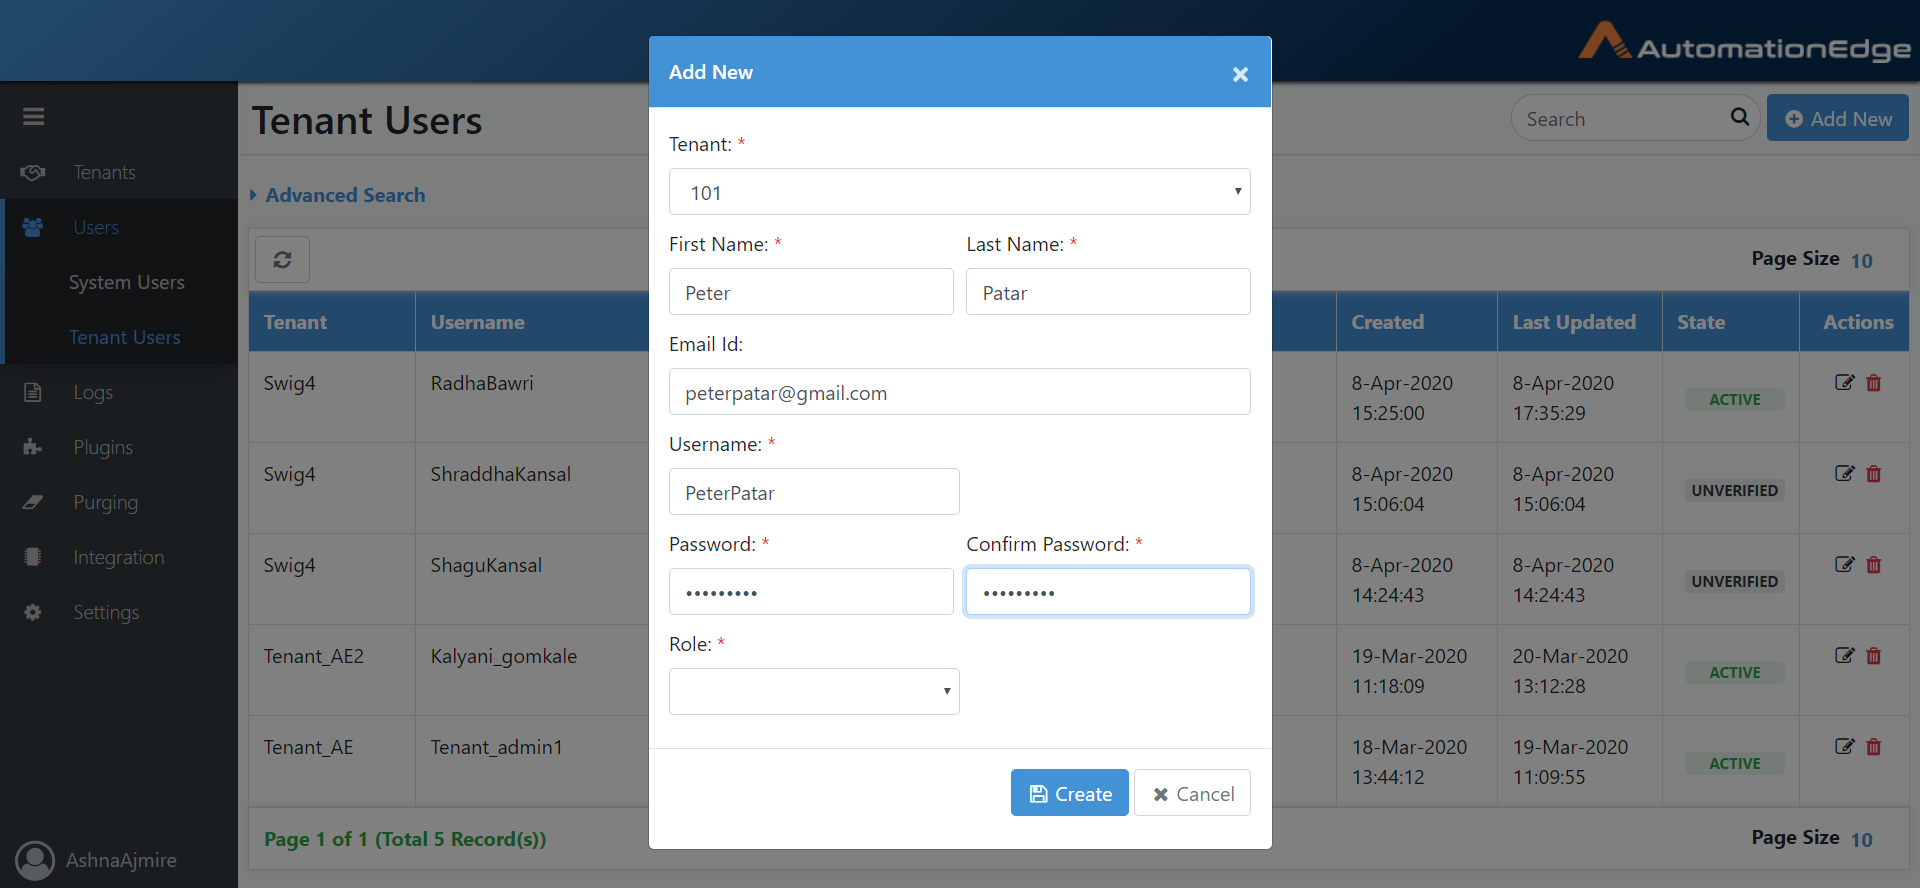 AutomationEdge
Tenants
Users
System Users
Tenant Users
Logs
Plugins
Purging
Integration
Settings
AshnaAjmire
Tenant Users
Search
Add New
Advanced Search
Page Size 10
Tenant Username Created Last Updated State Actions
Swig4 RadhaBawri 8-Apr-2020 15:25:00 8-Apr-2020 17:35:29 ACTIVE
Swig4 ShraddhaKansal 8-Apr-2020 15:06:04 8-Apr-2020 15:06:04 UNVERIFIED
Swig4 ShaguKansal 8-Apr-2020 14:24:43 8-Apr-2020 14:24:43 UNVERIFIED
Tenant_AE2 Kalyani_gomkale 19-Mar-2020 11:18:09 20-Mar-2020 13:12:28 ACTIVE
Tenant_AE Tenant_admin1 18-Mar-2020 13:44:12 19-Mar-2020 11:09:55 ACTIVE
Page 1 of 1 (Total 5 Record(s))
Page Size 10
Add New
Tenant: *
101
First Name: * Last Name: *
Peter Patar
Email Id:
peterpatar@gmail.com
Username: *
PeterPatar
Password: * Confirm Password: *
••••••••• •••••••••
Role: *
Create Cancel